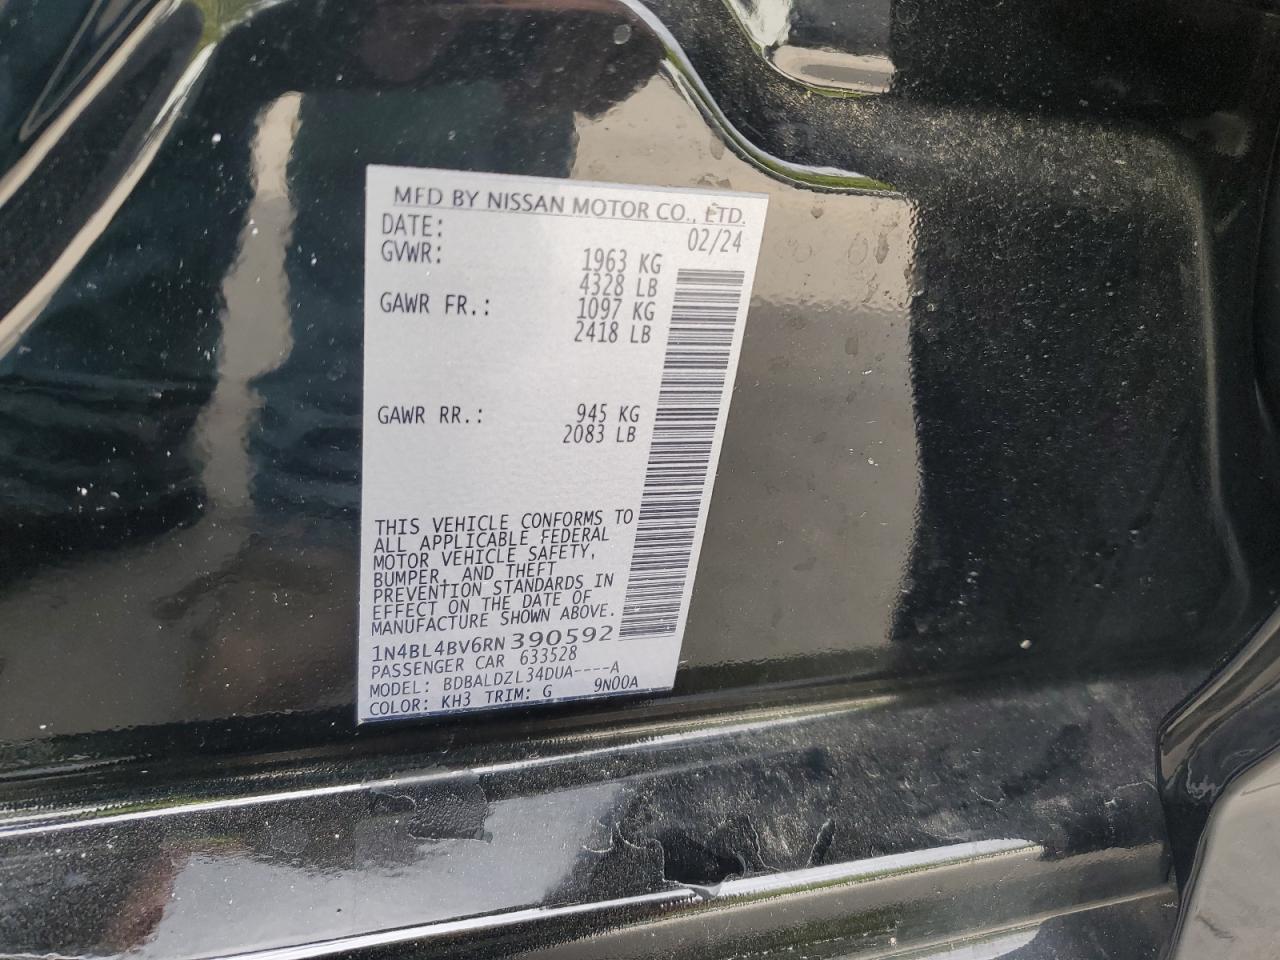 MFD BY NISSAN MOTOR CO., LTD.
DATE: 02/24
GVWR: 1963 KG
4328 LB
GAWR FR.: 1097 KG
2418 LB
GAWR RR.: 945 KG
2083 LB
THIS VEHICLE CONFORMS TO
ALL APPLICABLE FEDERAL
MOTOR VEHICLE SAFETY,
BUMPER, AND THEFT
PREVENTION STANDARDS IN
EFFECT ON THE DATE OF
MANUFACTURE SHOWN ABOVE.
1N4BL4BV6RN390592
PASSENGER CAR 633528
MODEL: BDBALDZL34DUA----A
COLOR: KH3 TRIM: G 9N00A